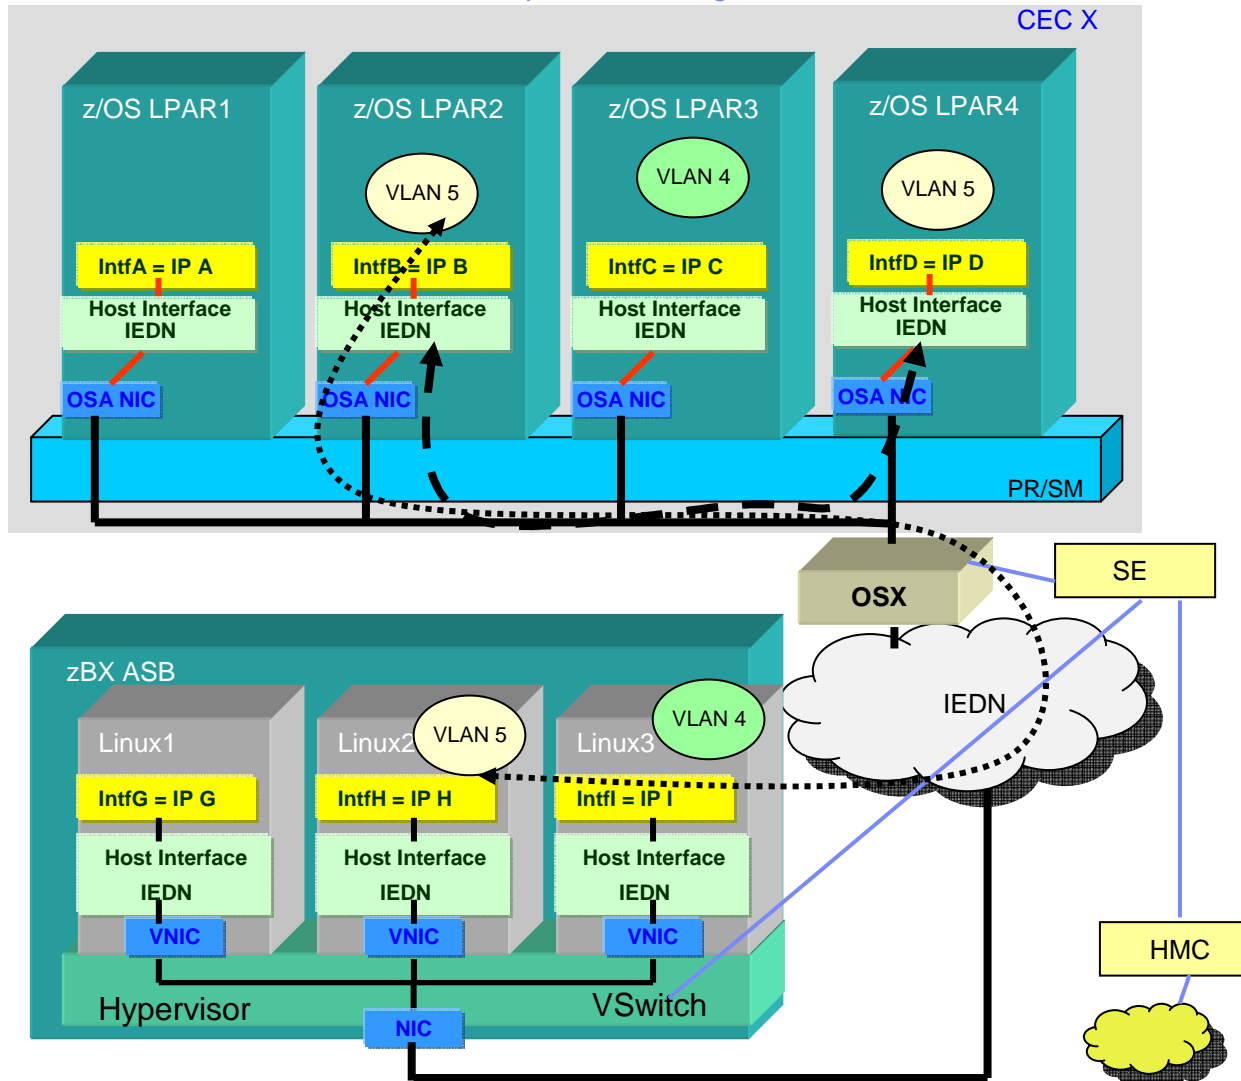 CEC X
z/OS LPAR1
z/OS LPAR2
z/OS LPAR3
z/OS LPAR4
VLAN 5
VLAN 4
VLAN 5
IntfA = IP A
IntfB = IP B
IntfC = IP C
IntfD = IP D
Host Interface
IEDN
Host Interface
IEDN
Host Interface
IEDN
Host Interface
IEDN
OSA NIC
OSA NIC
OSA NIC
OSA NIC
PR/SM
OSX
SE
IEDN
zBX ASB
Linux1
Linux2
Linux3
VLAN 5
VLAN 4
IntfG = IP G
IntfH = IP H
IntfI = IP I
Host Interface
IEDN
Host Interface
IEDN
Host Interface
IEDN
VNIC
VNIC
VNIC
HMC
Hypervisor
VSwitch
NIC